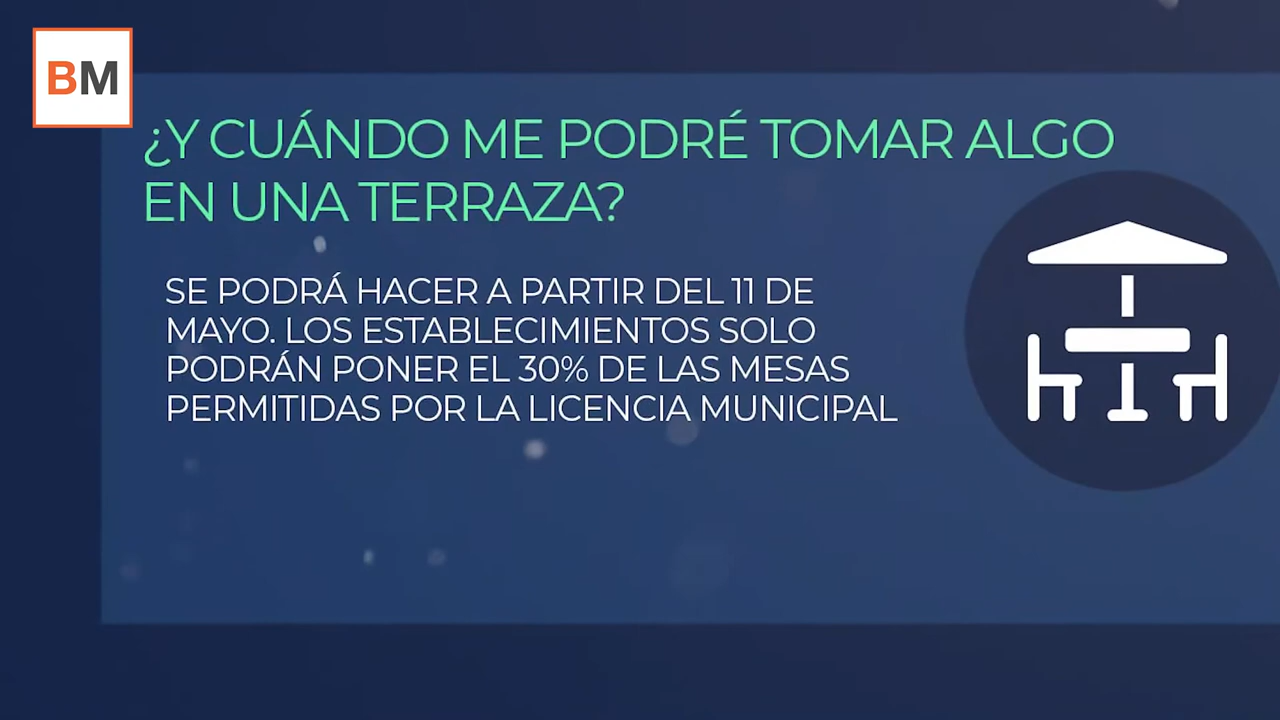 BM
¿Y CUÁNDO ME PODRÉ TOMAR ALGO
EN UNA TERRAZA?
SE PODRÁ HACER A PARTIR DEL 11 DE
MAYO. LOS ESTABLECIMIENTOS SOLO
PODRÁN PONER EL 30% DE LAS MESAS
PERMITIDAS POR LA LICENCIA MUNICIPAL